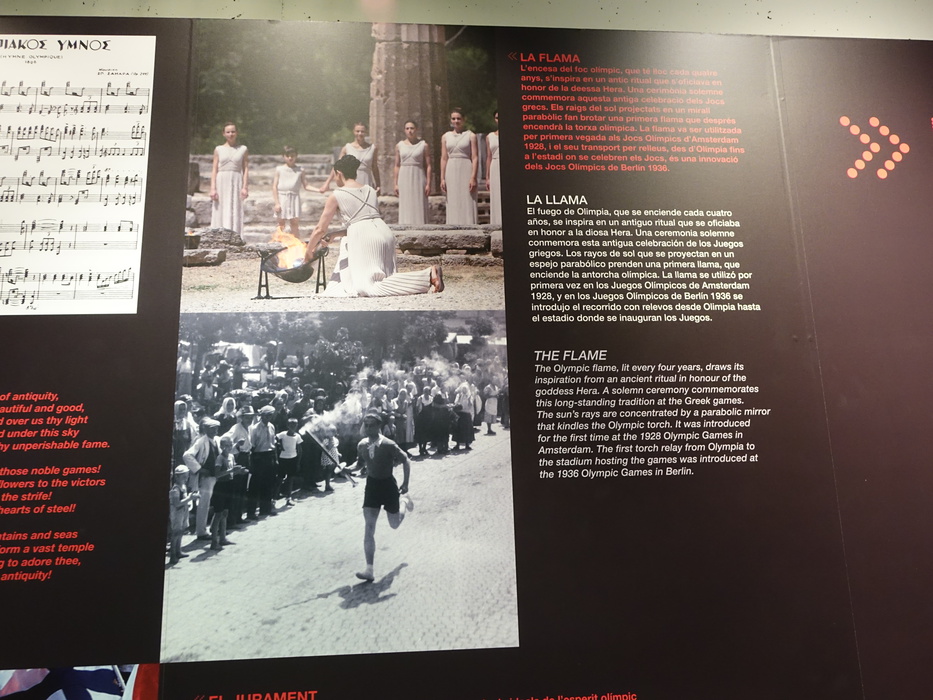 ΥΜΝΟΣ
LA FLAMA
L'encesa del foc olímpic, que té lloc cada quatre
anys, s'inspira en un antic ritual que s'oficiava en
honor de la deessa Hera. Una cerimònia solemne
commemora aquesta antiga celebració dels Jocs
grecs. Els raigs del sol projectats en un mirall
parabòlic fan brotar una primera flama que després
encendrà la torxa olímpica. La flama va ser utilitzada
per primera vegada als Jocs Olímpics d'Amsterdam
1928, i el seu transport per relleus, des d'Olímpia fins
a l'estadi on se celebren els Jocs, és una innovació
dels Jocs Olímpics de Berlín 1936.
LA LLAMA
El fuego de Olimpia, que se enciende cada cuatro
años, se inspira en un antiguo ritual que se oficiaba
en honor a la diosa Hera. Una ceremonia solemne
conmemora esta antigua celebración de los Juegos
griegos. Los rayos de sol que se proyectan en un
espejo parabólico prenden una primera llama, que
enciende la antorcha olímpica. La llama se utilizó por
primera vez en los Juegos Olímpicos de Amsterdam
1928, y en los Juegos Olímpicos de Berlín 1936 se
introdujo el recorrido con relevos desde Olimpia hasta
el estadio donde se inauguran los Juegos.
THE FLAME
The Olympic flame, lit every four years, draws its
inspiration from an ancient ritual in honour of the
goddess Hera. A solemn ceremony commemorates
this long-standing tradition at the Greek games.
The sun's rays are concentrated by a parabolic mirror
that kindles the Olympic torch. It was introduced
for the first time at the 1928 Olympic Games in
Amsterdam. The first torch relay from Olympia to
the stadium hosting the games was introduced at
the 1936 Olympic Games in Berlin.
of antiquity,
and good,
over us thy light
under this sky
unperishable fame.
those noble games!
to the victors
the strife!
hearts of steel!
and seas
a vast temple
to adore thee,
antiquity!
EL JURAMENT
de l'esperit olímpic